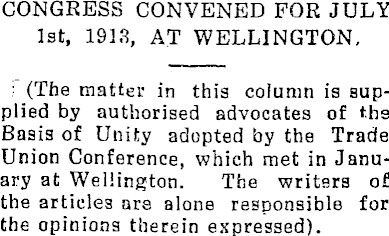 CONGRESS CONVENED FOR JULY
1st, 1913, AT WELLINGTON.
(The matter in this column is sup-
plied by authorised advocates of the
Basis of Unity adopted by the Trade
Union Conference, which met in Janu-
ary at Wellington. The writers of
the articles are alone responsible for
the opinions therein expressed).